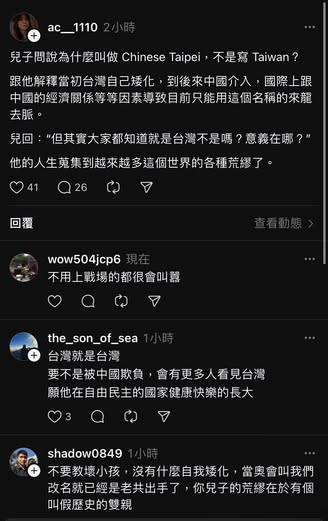 ac__1110 2小時
兒子問說為什麼叫做 Chinese Taipei，不是寫 Taiwan？
跟他解釋當初台灣自己矮化，到後來中國介入，國際上跟
中國的經濟關係等等因素導致目前只能用這個名稱的來龍
去脈。
兒回：“但其實大家都知道就是台灣不是嗎？意義在哪？”
他的人生蒐集到越來越多這個世界的各種荒繆了。
41 26
回覆 查看動態
wow504jcp6 現在
不用上戰場的都很會叫囂
the_son_of_sea 1小時
台灣就是台灣
要不是被中國欺負，會有更多人看見台灣
願他在自由民主的國家健康快樂的長大
3
shadow0849 1小時
不要教壞小孩，沒有什麼自我矮化，當奧會叫我們
改名就已經是老共出手了，你兒子的荒繆在於有個
叫假歷史的雙親